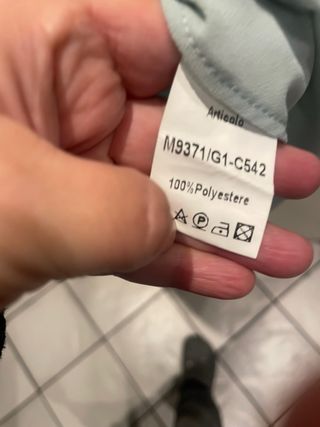 Articolo
M9371/G1-C542
100%Polyestere
P